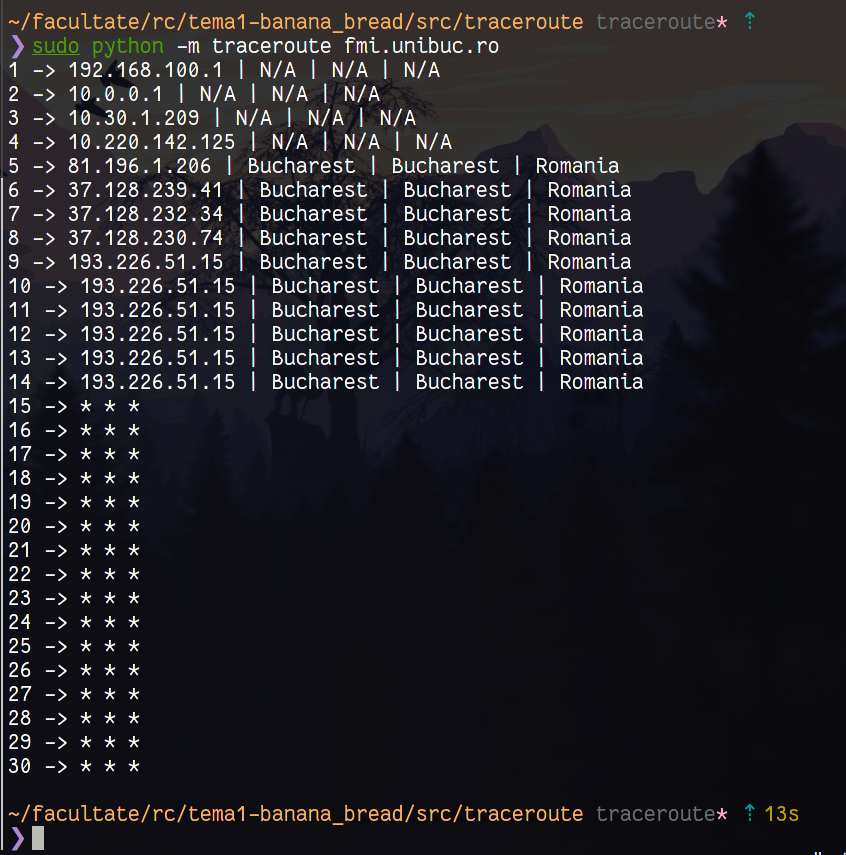 ~/facultate/rc/tema1-banana_bread/src/traceroute traceroute* ⇡
❯ sudo python -m traceroute fmi.unibuc.ro
1 -> 192.168.100.1 | N/A | N/A | N/A
2 -> 10.0.0.1 | N/A | N/A | N/A
3 -> 10.30.1.209 | N/A | N/A | N/A
4 -> 10.220.142.125 | N/A | N/A | N/A
5 -> 81.196.1.206 | Bucharest | Bucharest | Romania
6 -> 37.128.239.41 | Bucharest | Bucharest | Romania
7 -> 37.128.232.34 | Bucharest | Bucharest | Romania
8 -> 37.128.230.74 | Bucharest | Bucharest | Romania
9 -> 193.226.51.15 | Bucharest | Bucharest | Romania
10 -> 193.226.51.15 | Bucharest | Bucharest | Romania
11 -> 193.226.51.15 | Bucharest | Bucharest | Romania
12 -> 193.226.51.15 | Bucharest | Bucharest | Romania
13 -> 193.226.51.15 | Bucharest | Bucharest | Romania
14 -> 193.226.51.15 | Bucharest | Bucharest | Romania
15 -> * * *
16 -> * * *
17 -> * * *
18 -> * * *
19 -> * * *
20 -> * * *
21 -> * * *
22 -> * * *
23 -> * * *
24 -> * * *
25 -> * * *
26 -> * * *
27 -> * * *
28 -> * * *
29 -> * * *
30 -> * * *
~/facultate/rc/tema1-banana_bread/src/traceroute traceroute* ⇡ 13s
❯